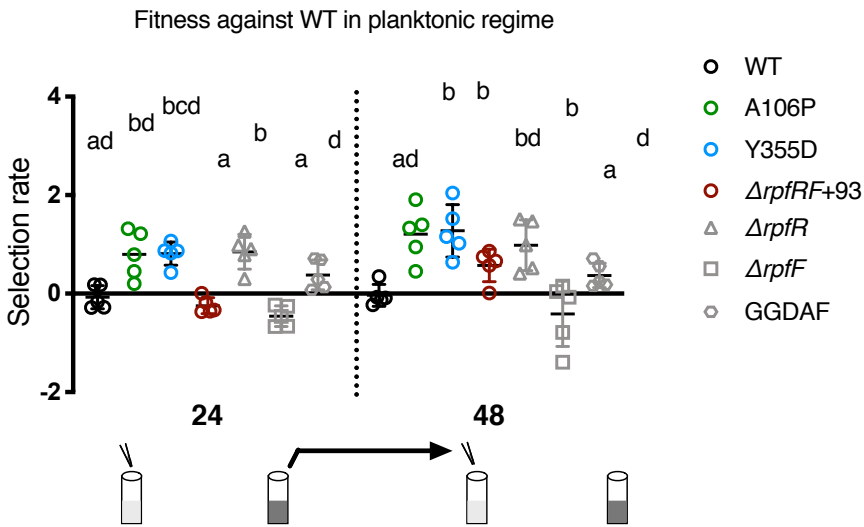 Fitness against WT in planktonic regime
Selection rate
4
2
0
-2
ad
bd
bcd
a
b
a
d
ad
b
b
bd
b
a
d
24
48
WT
A106P
Y355D
ΔrpfRF+93
ΔrpfR
ΔrpfF
GGDAF